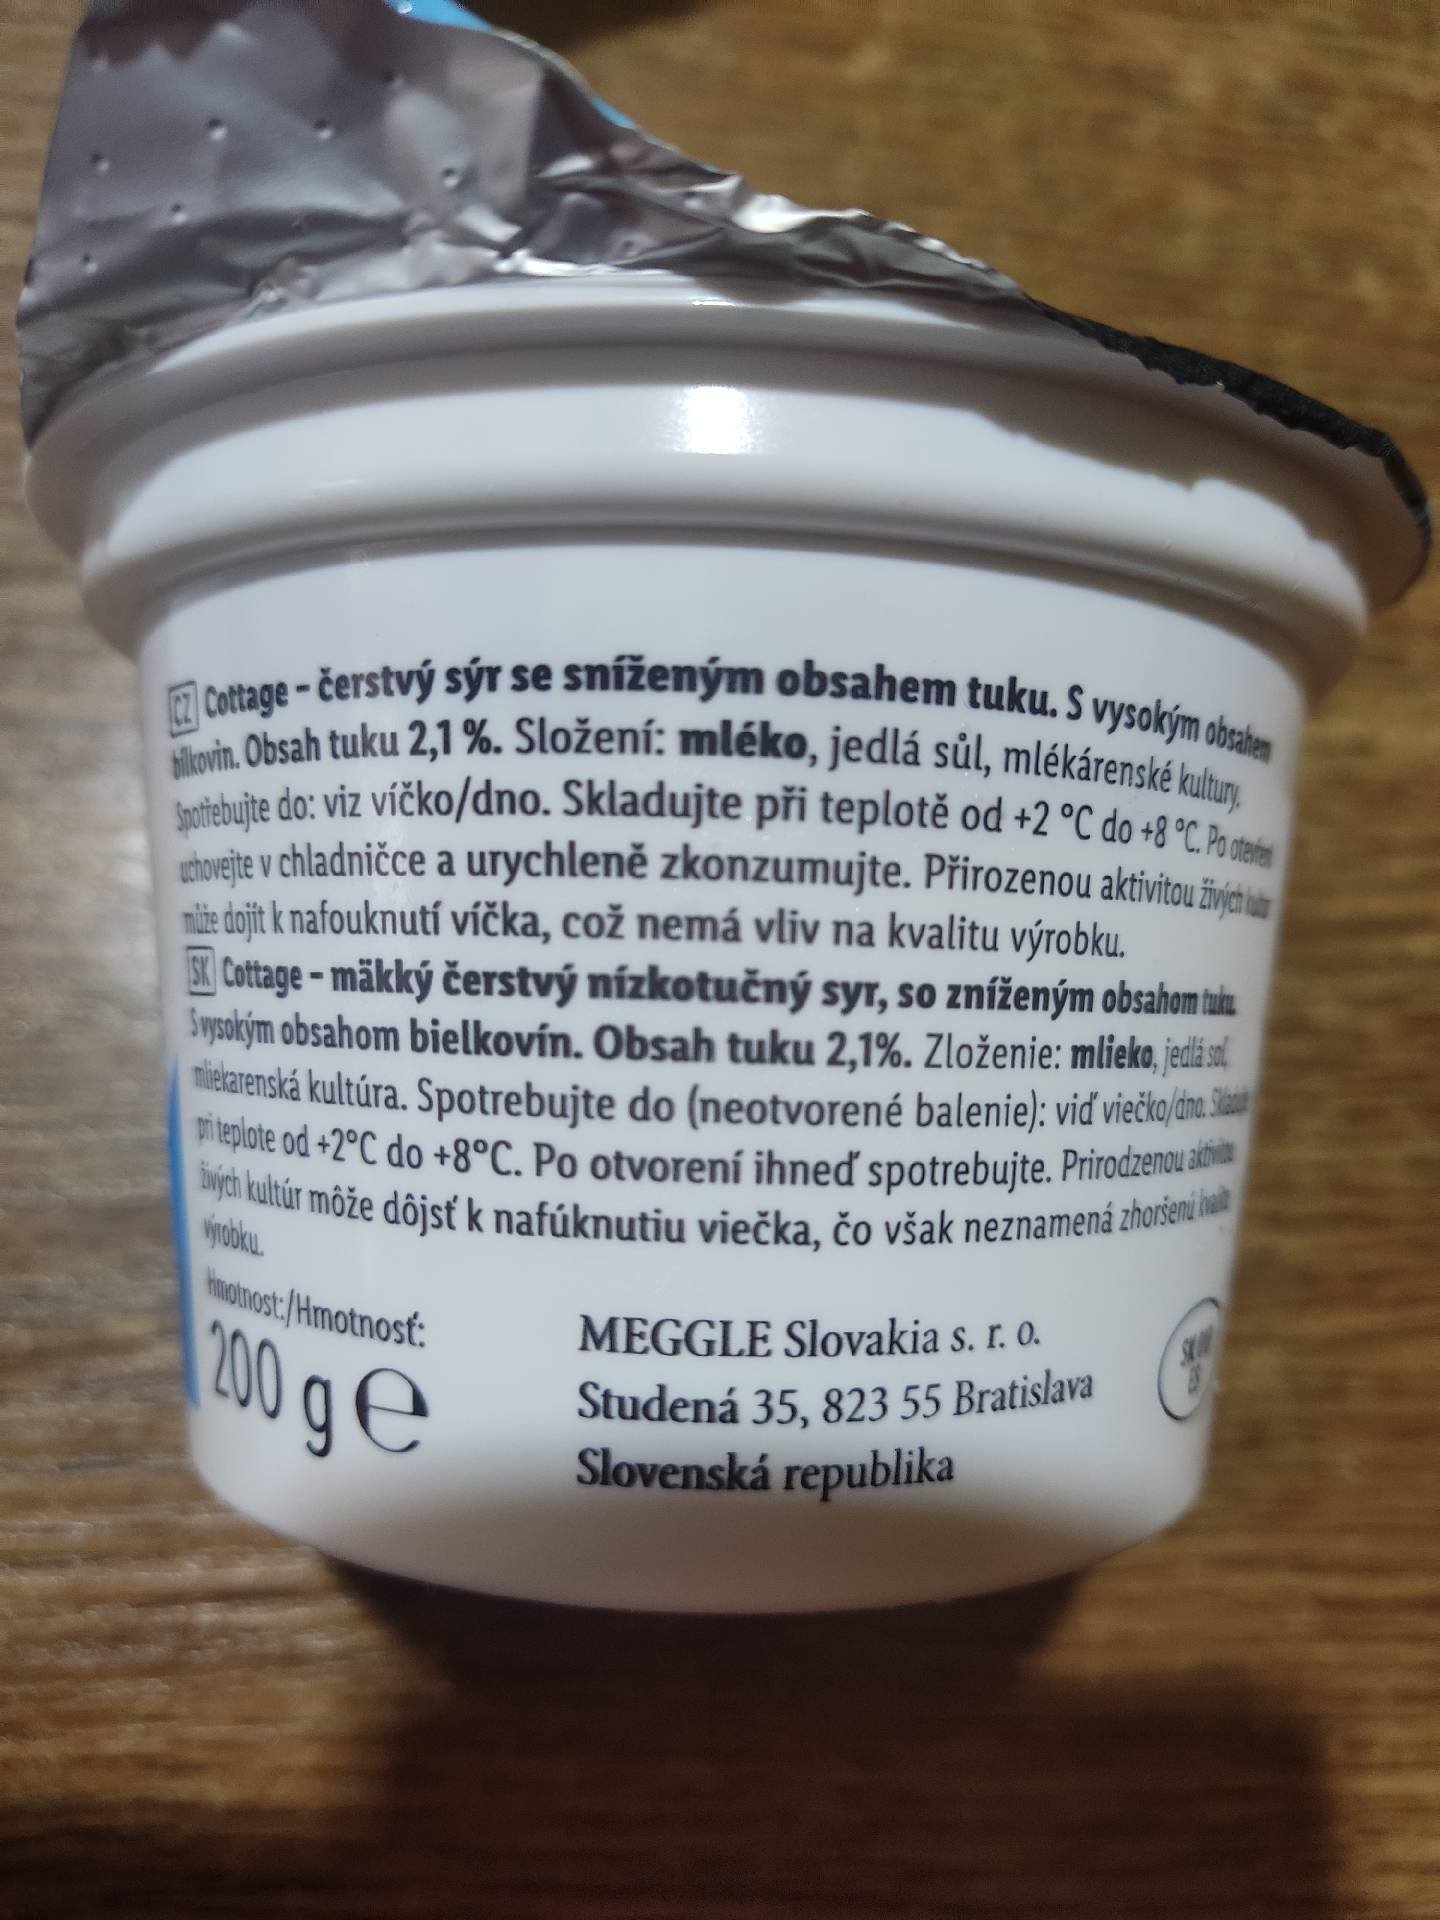 CZ Cottage – čerstvý sýr se sníženým obsahem tuku. S vysokým obsahem
bílkovin. Obsah tuku 2,1 %. Složení: mléko, jedlá sůl, mlékárenské kultury.
Spotřebujte do: viz víčko/dno. Skladujte při teplotě od +2 °C do +8 °C. Po otevření
uchovejte v chladničce a urychleně zkonzumujte. Přirozenou aktivitou živých kultur
může dojít k nafouknutí víčka, což nemá vliv na kvalitu výrobku.
SK Cottage – mäkký čerstvý nízkotučný syr, so zníženým obsahom tuku.
S vysokým obsahom bielkovín. Obsah tuku 2,1%. Zloženie: mlieko, jedlá soľ,
mliekarenská kultúra. Spotrebujte do (neotvorené balenie): viď viečko/dno. Skladujte
pri teplote od +2°C do +8°C. Po otvorení ihneď spotrebujte. Prirodzenou aktivitou
živých kultúr môže dôjsť k nafúknutiu viečka, čo však neznamená zhoršenú kvalitu
výrobku.
Hmotnost:/Hmotnosť:
200 g e
MEGGLE Slovakia s. r. o.
Studená 35, 823 55 Bratislava
Slovenská republika
SK
ES